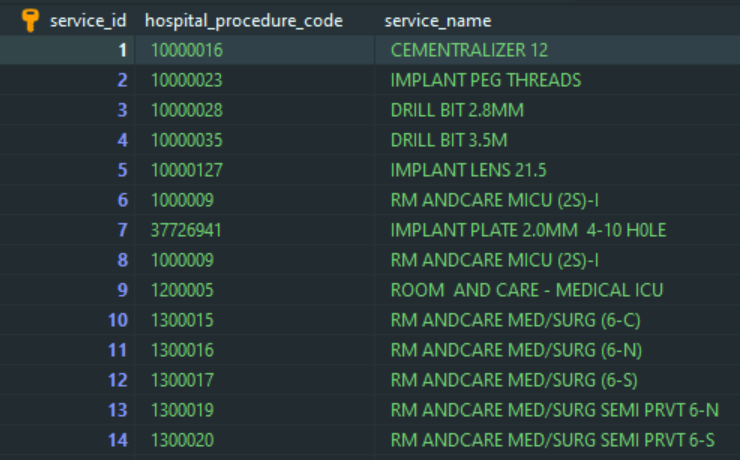 service_id hospital_procedure_code service_name
1 10000016 CEMENTRALIZER 12
2 10000023 IMPLANT PEG THREADS
3 10000028 DRILL BIT 2.8MM
4 10000035 DRILL BIT 3.5M
5 10000127 IMPLANT LENS 21.5
6 1000009 RM ANDCARE MICU (2S)-I
7 37726941 IMPLANT PLATE 2.0MM  4-10 H0LE
8 1000009 RM ANDCARE MICU (2S)-I
9 1200005 ROOM  AND CARE - MEDICAL ICU
10 1300015 RM ANDCARE MED/SURG (6-C)
11 1300016 RM ANDCARE MED/SURG (6-N)
12 1300017 RM ANDCARE MED/SURG (6-S)
13 1300019 RM ANDCARE MED/SURG SEMI PRVT 6-N
14 1300020 RM ANDCARE MED/SURG SEMI PRVT 6-S